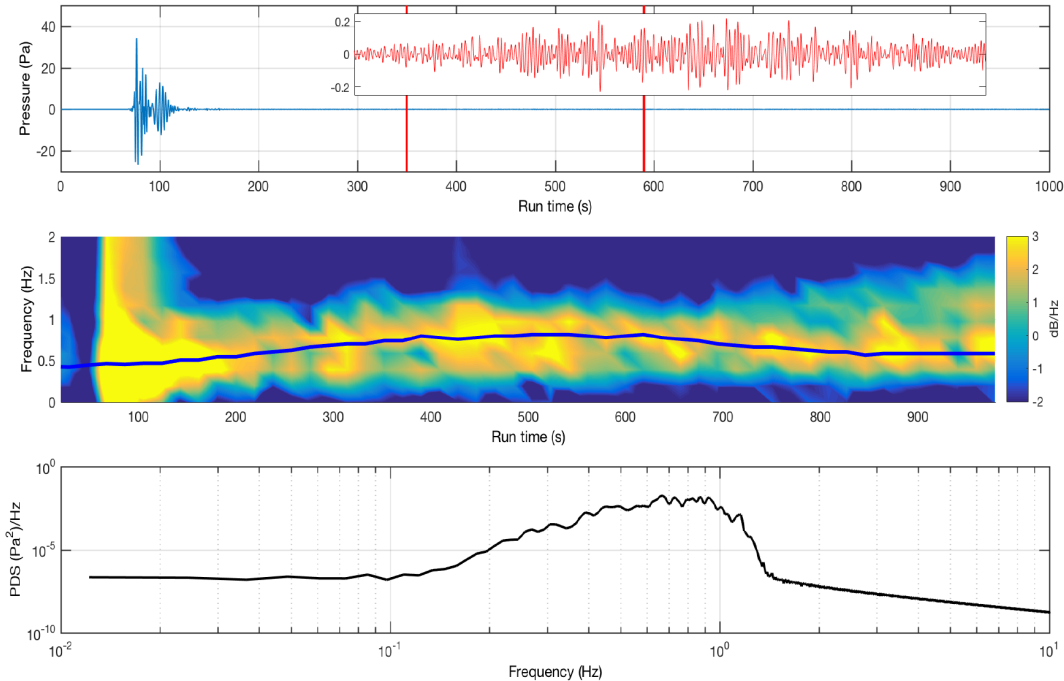 40
20
0
-20
Pressure (Pa)
0.2
0
-0.2
0 100 200 300 400 500 600 700 800 900 1000
Run time (s)
2
1.5
1
0.5
0
Frequency (Hz)
100 200 300 400 500 600 700 800 900
Run time (s)
3
2
1
0
-1
-2
dB/Hz
10^0
10^-5
10^-10
PDS (Pa^2)/Hz
10^-2 10^-1 10^0 10^1
Frequency (Hz)